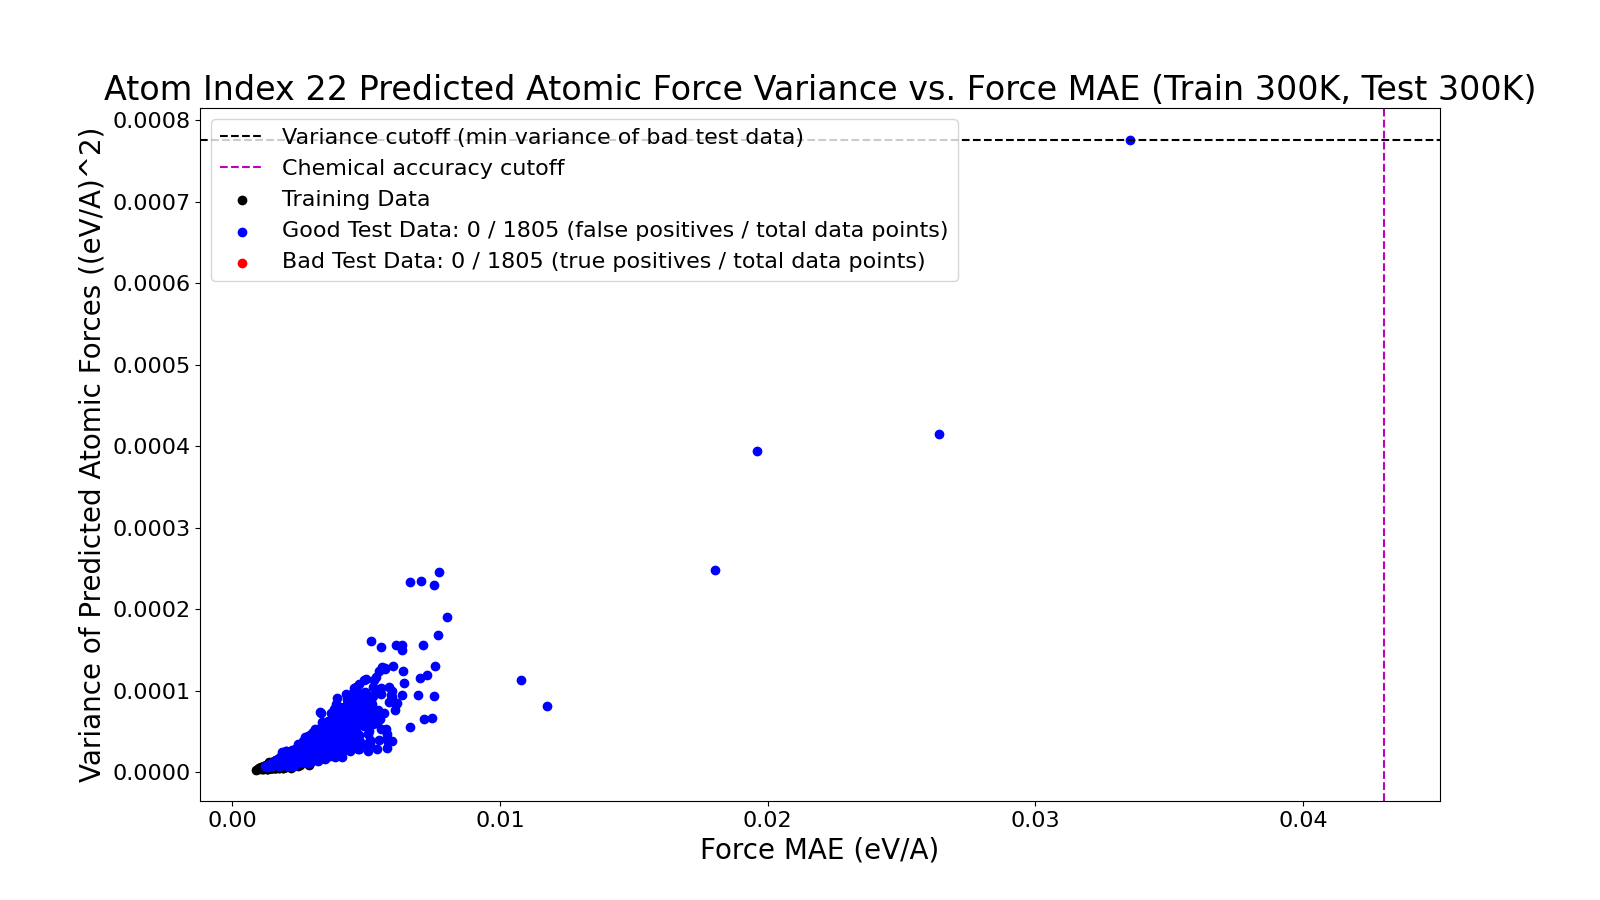 Atom Index 22 Predicted Atomic Force Variance vs. Force MAE (Train 300K, Test 300K)
Variance of Predicted Atomic Forces ((eV/A)^2)
0.0008
0.0007
0.0006
0.0005
0.0004
0.0003
0.0002
0.0001
0.0000
Variance cutoff (min variance of bad test data)
Chemical accuracy cutoff
Training Data
Good Test Data: 0 / 1805 (false positives / total data points)
Bad Test Data: 0 / 1805 (true positives / total data points)
0.00 0.01 0.02 0.03 0.04
Force MAE (eV/A)